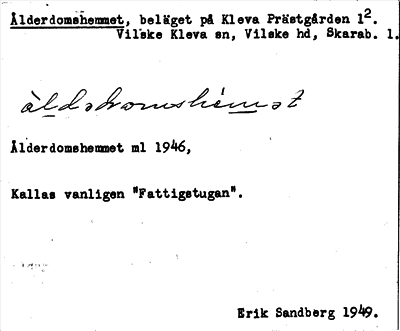 Ålderdomshemmet, beläget på Kleva Prästgården 1².
Vilske Kleva sn, Vilske hd, Skarab. l.
åldərdomshèmət
Ålderdomshemmet ml 1946,
Kallas vanligen "Fattigstugan".
Erik Sandberg 1949.